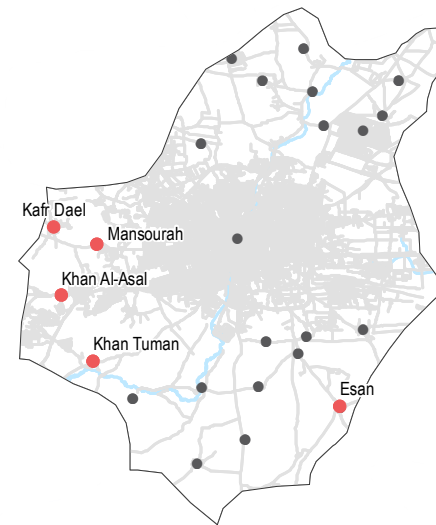 Kafr Dael
Mansourah
Khan Al-Asal
Khan Tuman
Esan